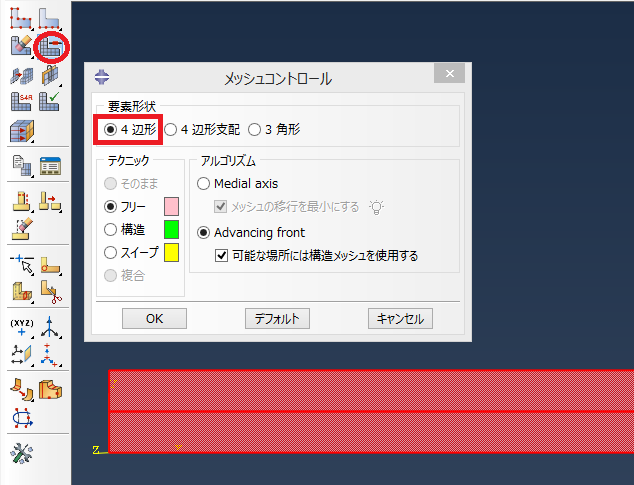 メッシュコントロール
要素形状
4 辺形 4 辺形支配 3 角形
テクニック
そのまま
フリー
構造
スイープ
複合
アルゴリズム
Medial axis
メッシュの移行を最小にする
Advancing front
可能な場所には構造メッシュを使用する
OK デフォルト キャンセル
S4R
(XYZ)
Z